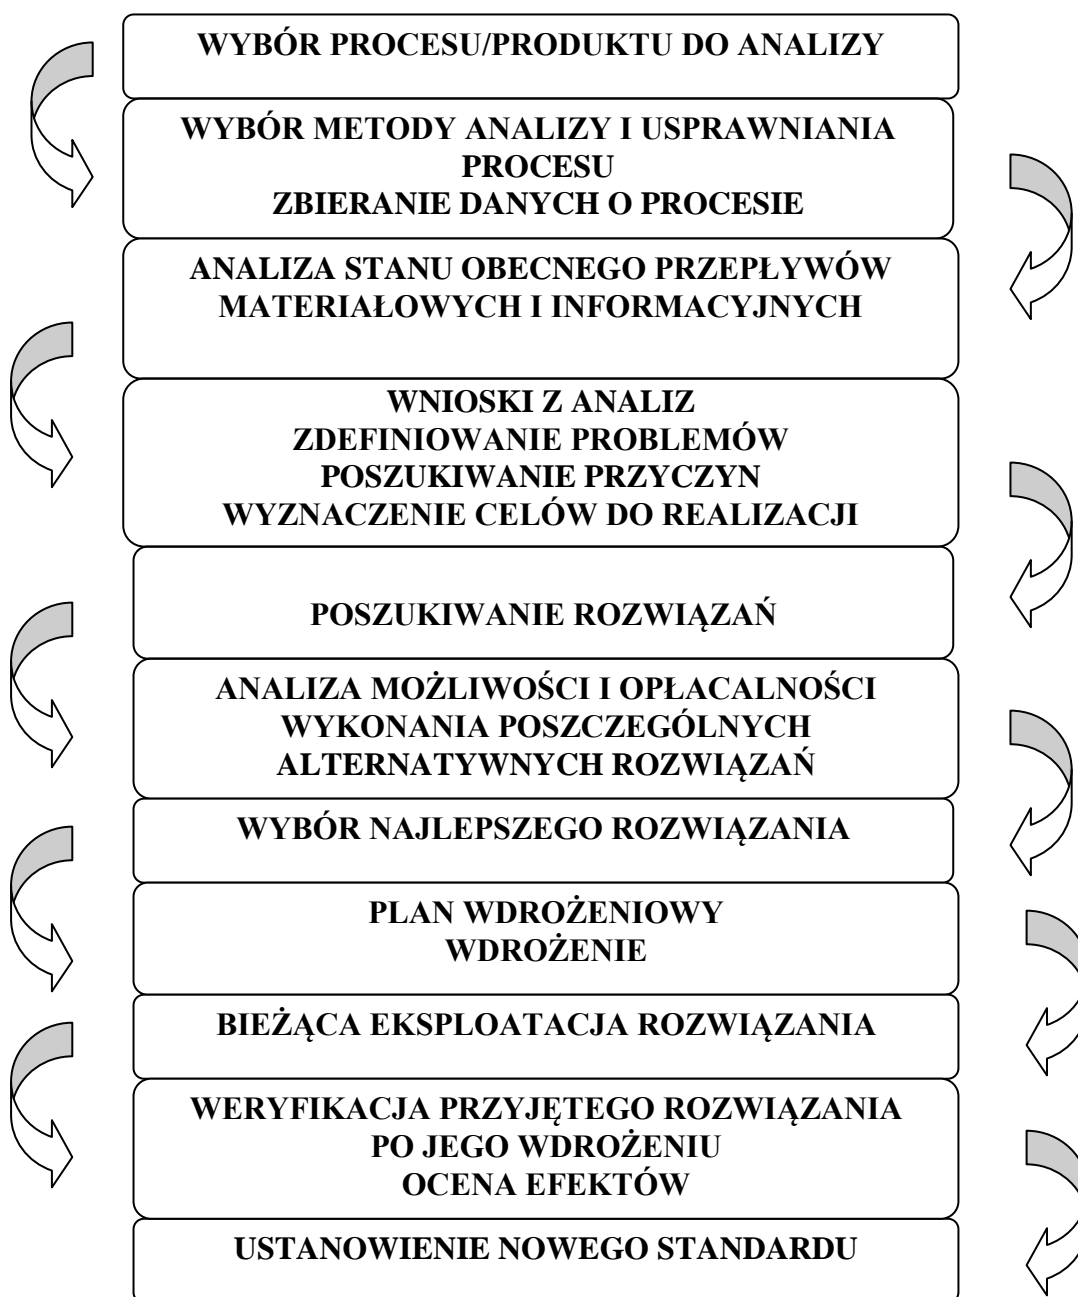 WYBÓR PROCESU/PRODUKTU DO ANALIZY
WYBÓR METODY ANALIZY I USPRAWNIANIA
PROCESU
ZBIERANIE DANYCH O PROCESIE
ANALIZA STANU OBECNEGO PRZEPŁYWÓW
MATERIAŁOWYCH I INFORMACYJNYCH
WNIOSKI Z ANALIZ
ZDEFINIOWANIE PROBLEMÓW
POSZUKIWANIE PRZYCZYN
WYZNACZENIE CELÓW DO REALIZACJI
POSZUKIWANIE ROZWIĄZAŃ
ANALIZA MOŻLIWOŚCI I OPŁACALNOŚCI
WYKONANIA POSZCZEGÓLNYCH
ALTERNATYWNYCH ROZWIĄZAŃ
WYBÓR NAJLEPSZEGO ROZWIĄZANIA
PLAN WDROŻENIOWY
WDROŻENIE
BIEŻĄCA EKSPLOATACJA ROZWIĄZANIA
WERYFIKACJA PRZYJĘTEGO ROZWIĄZANIA
PO JEGO WDROŻENIU
OCENA EFEKTÓW
USTANOWIENIE NOWEGO STANDARDU